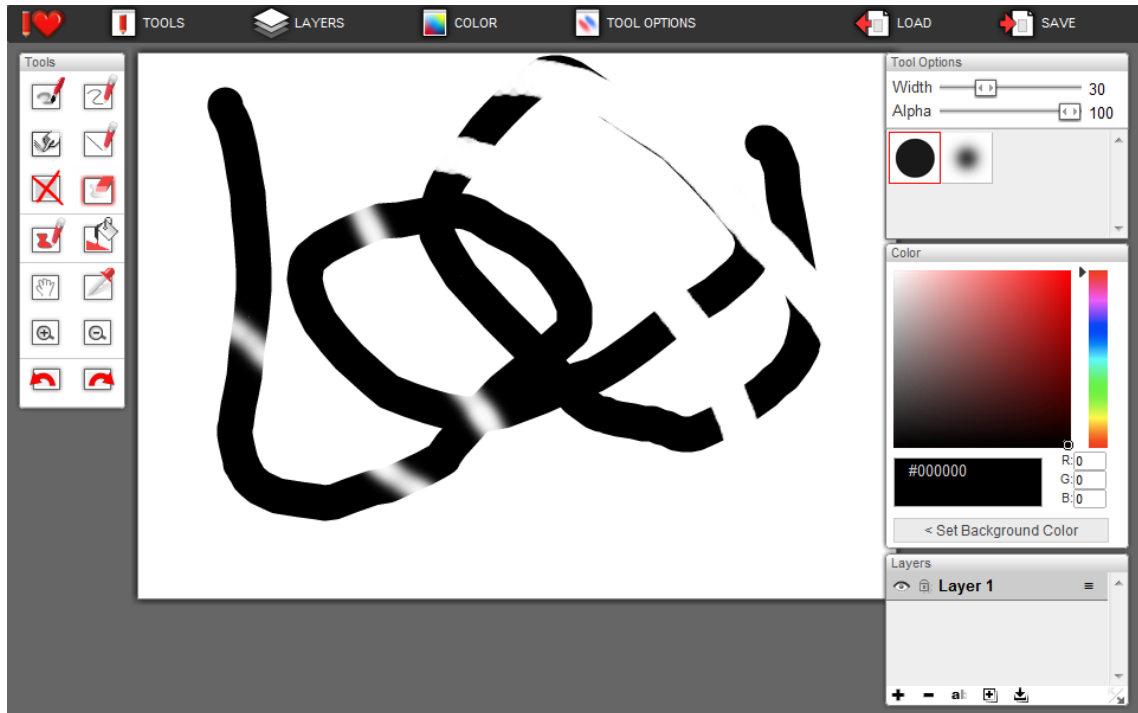 TOOLS LAYERS COLOR TOOL OPTIONS LOAD SAVE
Tools
Tool Options
Width 30
Alpha 100
Color
#000000
R: 0
G: 0
B: 0
< Set Background Color
Layers
Layer 1